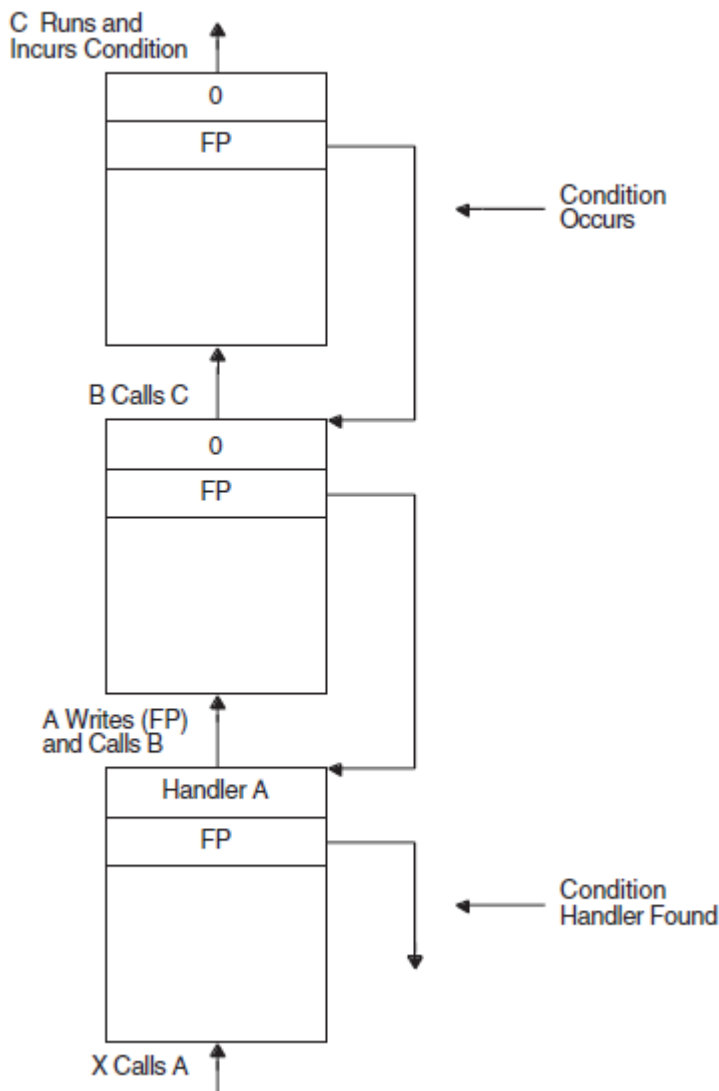 C Runs and
Incurs Condition
0
FP
Condition
Occurs
B Calls C
0
FP
A Writes (FP)
and Calls B
Handler A
FP
Condition
Handler Found
X Calls A